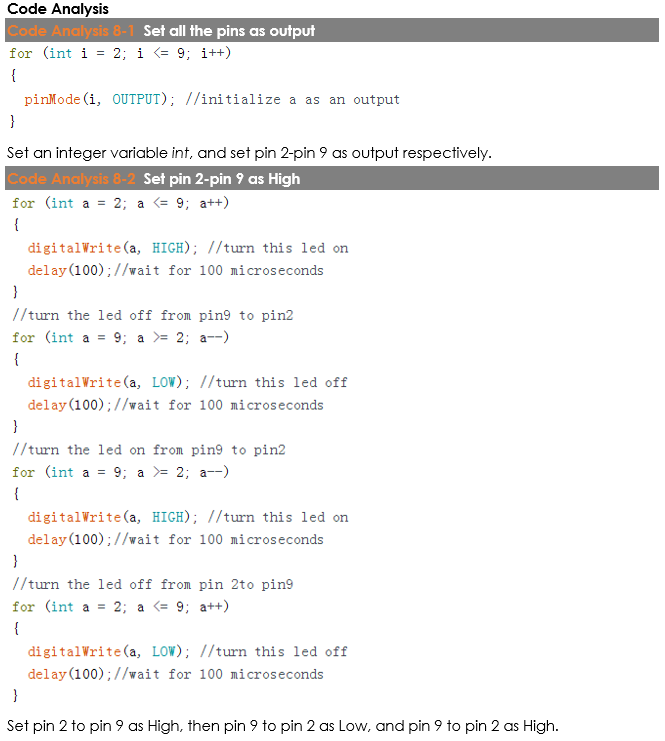 Code Analysis
Code Analysis 8-1 Set all the pins as output
for (int i = 2; i <= 9; i++)
{
pinMode(i, OUTPUT); //initialize a as an output
}
Set an integer variable int, and set pin 2-pin 9 as output respectively.
Code Analysis 8-2 Set pin 2-pin 9 as High
for (int a = 2; a <= 9; a++)
{
digitalWrite(a, HIGH); //turn this led on
delay(100);//wait for 100 microseconds
}
//turn the led off from pin9 to pin2
for (int a = 9; a >= 2; a--)
{
digitalWrite(a, LOW); //turn this led off
delay(100);//wait for 100 microseconds
}
//turn the led on from pin9 to pin2
for (int a = 9; a >= 2; a--)
{
digitalWrite(a, HIGH); //turn this led on
delay(100);//wait for 100 microseconds
}
//turn the led off from pin 2to pin9
for (int a = 2; a <= 9; a++)
{
digitalWrite(a, LOW); //turn this led off
delay(100);//wait for 100 microseconds
}
Set pin 2 to pin 9 as High, then pin 9 to pin 2 as Low, and pin 9 to pin 2 as High.